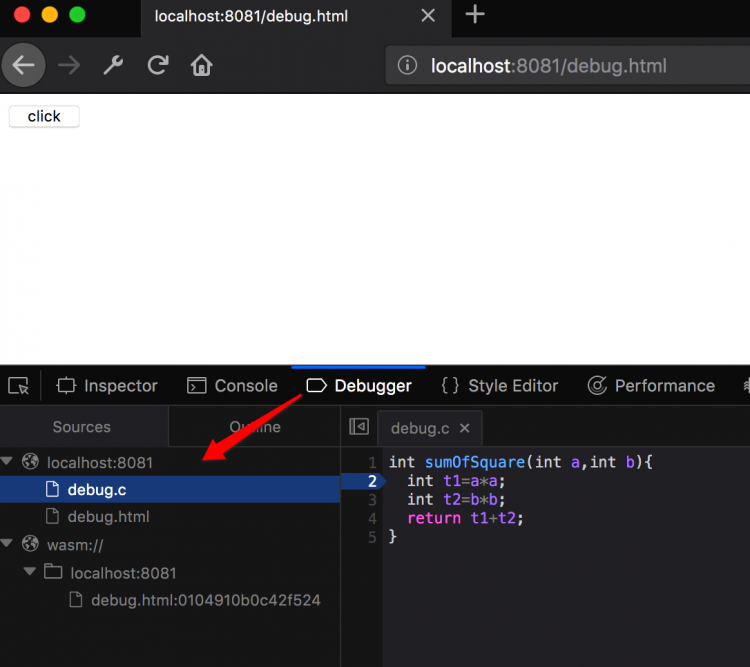 localhost:8081/debug.html
localhost:8081/debug.html
click
Inspector Console Debugger { } Style Editor Performance
Sources Outline debug.c
localhost:8081
debug.c
debug.html
wasm://
localhost:8081
debug.html:0104910b0c42f524
1 int sumOfSquare(int a,int b){
2 int t1=a*a;
3 int t2=b*b;
4 return t1+t2;
5 }